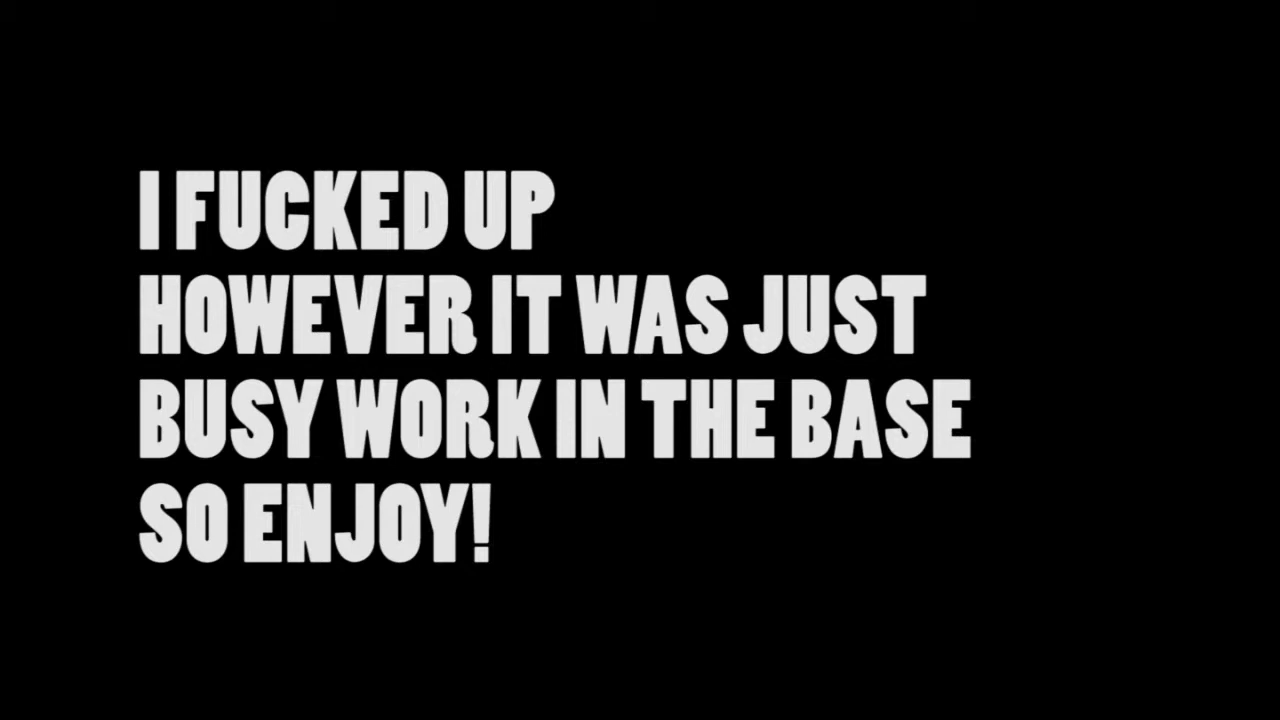 I FUCKED UP
HOWEVER IT WAS JUST
BUSY WORK IN THE BASE
SO ENJOY!